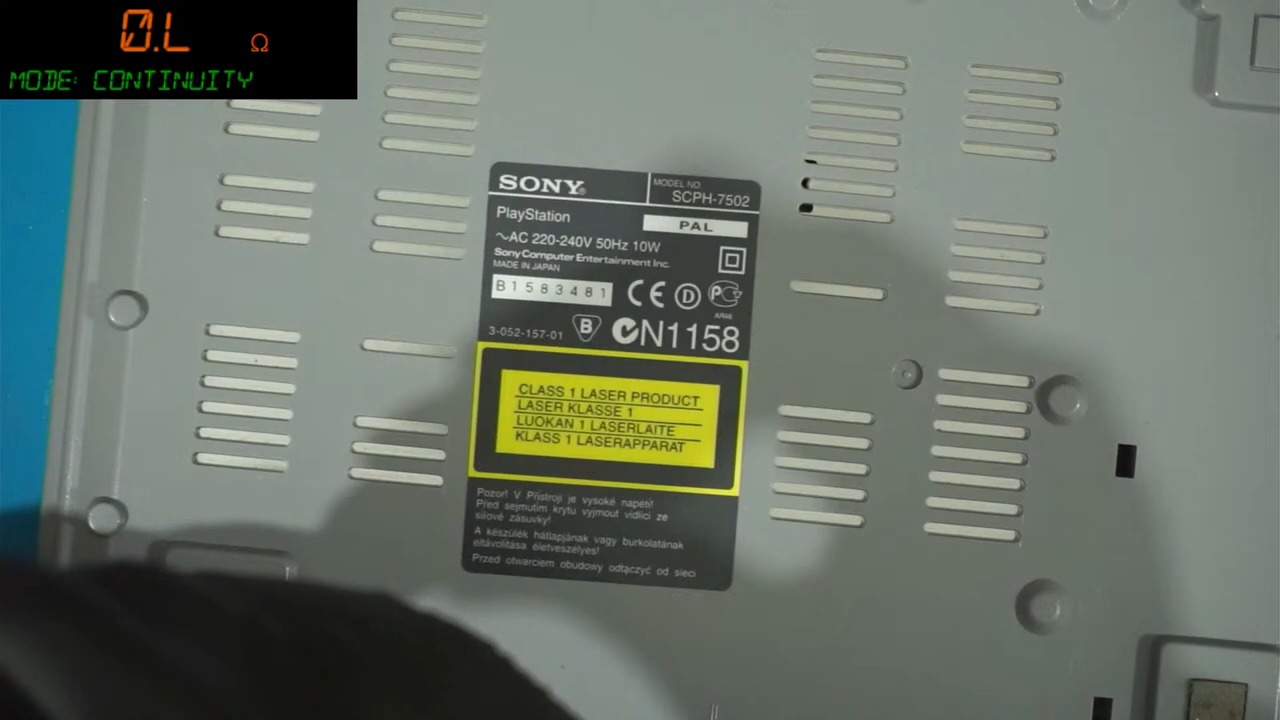 0.L Ω
MODE: CONTINUITY
SONY®
MODEL NO.
SCPH-7502
PlayStation
PAL
~AC 220-240V 50Hz 10W
Sony Computer Entertainment Inc.
MADE IN JAPAN
B1583481
CE D PC
3-052-157-01 B N1158
CLASS 1 LASER PRODUCT
LASER KLASSE 1
LUOKAN 1 LASERLAITE
KLASS 1 LASERAPPARAT
Pozor! V Přístroji je vysoké napětí!
Před sejmutím krytu vyjmout vidlici ze
síťové zásuvky!
A készülék hátlapjának vagy burkolatának
eltávolítása életveszélyes!
Przed otwarciem obudowy odłączyć od sieci